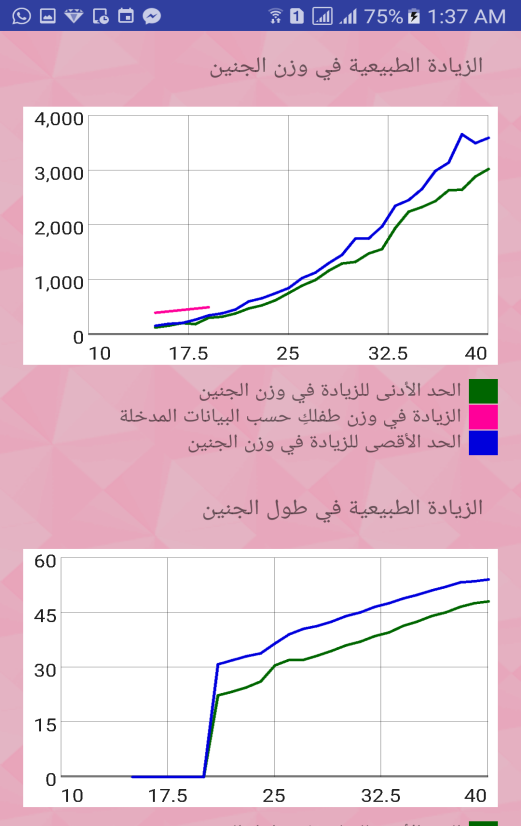 1 75% 1:37 AM
الزيادة الطبيعية في وزن الجنين
4,000
3,000
2,000
1,000
0
10 17.5 25 32.5 40
الحد الأدنى للزيادة في وزن الجنين
الزيادة في وزن طفلكِ حسب البيانات المدخلة
الحد الأقصى للزيادة في وزن الجنين
الزيادة الطبيعية في طول الجنين
60
45
30
15
0
10 17.5 25 32.5 40